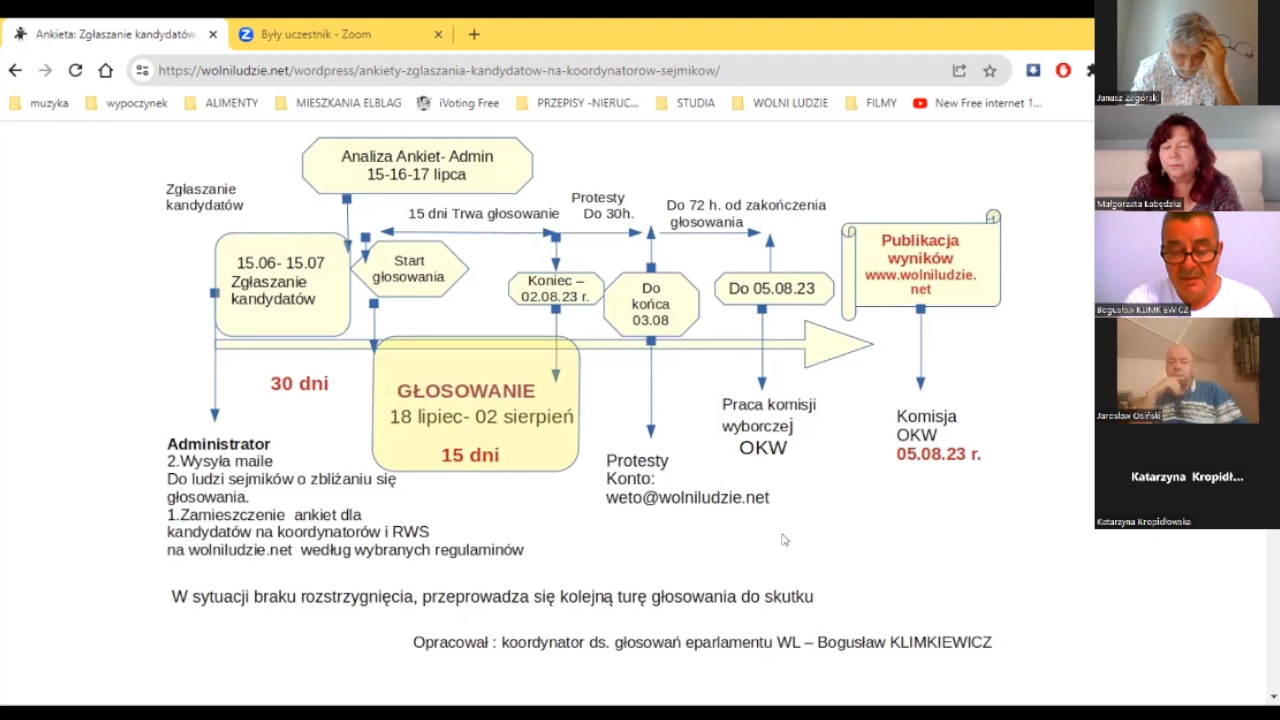 Ankieta: Zgłaszanie kandydatów
Były uczestnik - Zoom
https://wolniludzie.net/wordpress/ankiety-zglaszania-kandydatow-na-koordynatorow-sejmikow/
muzyka
wypoczynek
ALIMENTY
MIESZKANIA ELBLAG
iVoting Free
PRZEPISY -NIERUC...
STUDIA
WOLNI LUDZIE
FILMY
New Free internet 1...
Analiza Ankiet- Admin
15-16-17 lipca
Zgłaszanie
kandydatów
15 dni Trwa głosowanie
Protesty
Do 30h.
Do 72 h. od zakończenia
głosowania
1
Publikacja
wyników
www.wolniludzie.
net
15.06- 15.07
Zgłaszanie
kandydatów
Start
głosowania
Koniec –
02.08.23 r.
Do
końca
03.08
Do 05.08.23
30 dni
GŁOSOWANIE
18 lipiec- 02 sierpień
15 dni
Praca komisji
wyborczej
OKW
Komisja
OKW
05.08.23 r.
Protesty
Konto:
weto@wolniludzie.net
Administrator
2.Wysyła maile
Do ludzi sejmików o zbliżaniu się
głosowania.
1.Zamieszczenie ankiet dla
kandydatów na koordynatorów i RWS
na wolniludzie.net według wybranych regulaminów
W sytuacji braku rozstrzygnięcia, przeprowadza się kolejną turę głosowania do skutku
Opracował : koordynator ds. głosowań eparlamentu WL – Bogusław KLIMKIEWICZ
Janusz Zagórski
Małgorzata Łabędzka
Bogusław KLIMKIEWICZ
Jarosław Osiński
Katarzyna Kropidł...
Katarzyna Kropidłowska